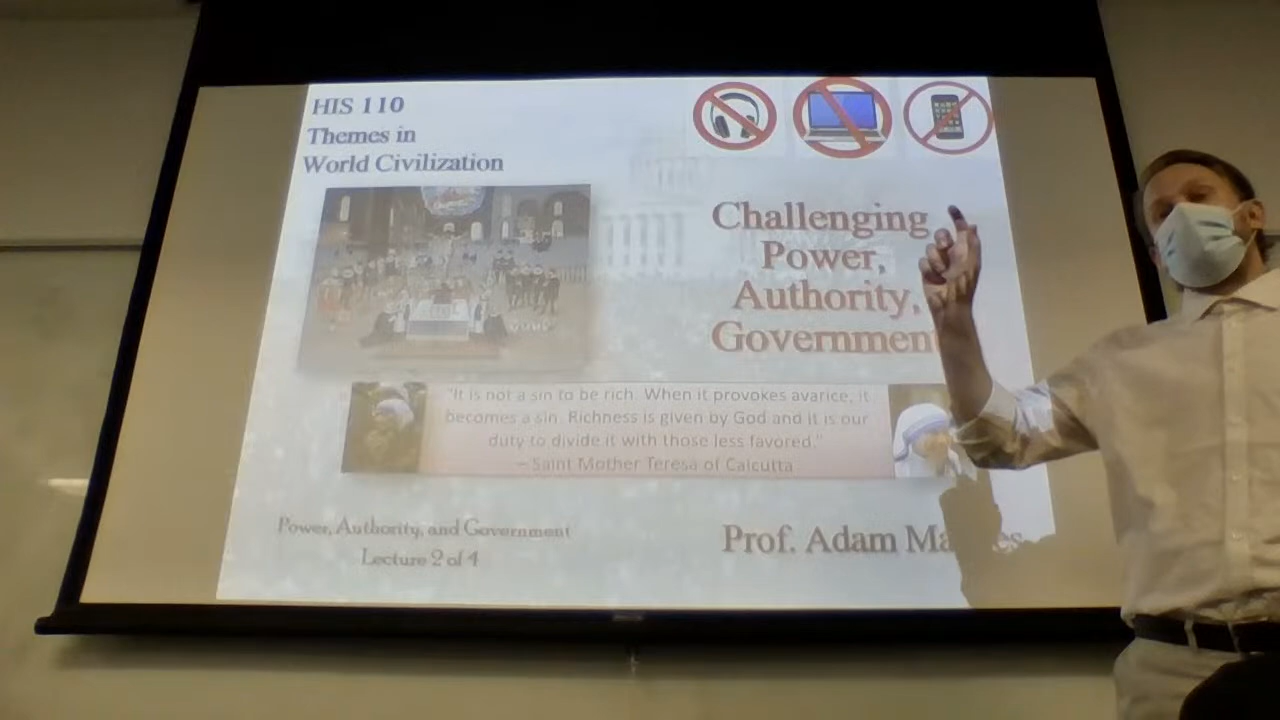 HIS 110
Themes in
World Civilization
Challenging
Power,
Authority,
Government
"It is not a sin to be rich. When it provokes avarice, it
becomes a sin. Richness is given by God and it is our
duty to divide it with those less favored."
– Saint Mother Teresa of Calcutta
Power, Authority, and Government
Lecture 2 of 4
Prof. Adam